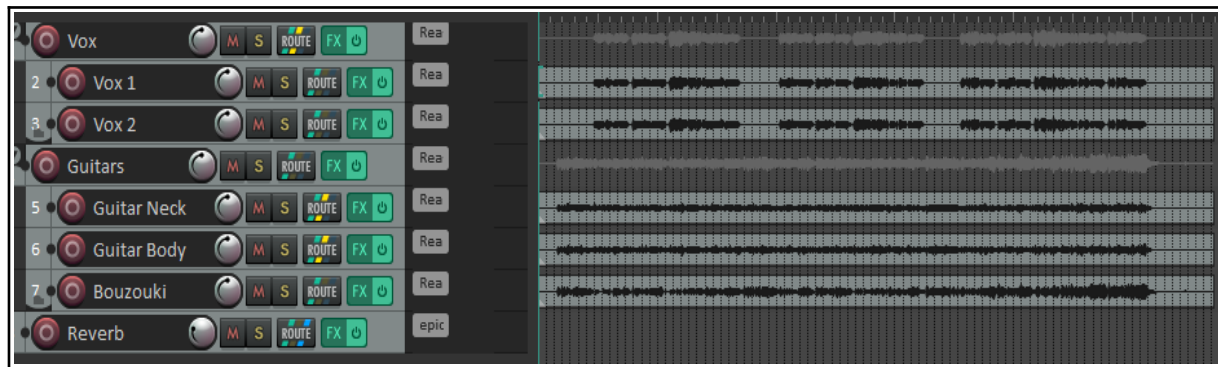 Vox M S ROUTE FX Rea
2 Vox 1 M S ROUTE FX Rea
3 Vox 2 M S ROUTE FX Rea
Guitars M S ROUTE FX Rea
5 Guitar Neck M S ROUTE FX Rea
6 Guitar Body M S ROUTE FX Rea
7 Bouzouki M S ROUTE FX Rea
Reverb M S ROUTE FX epic